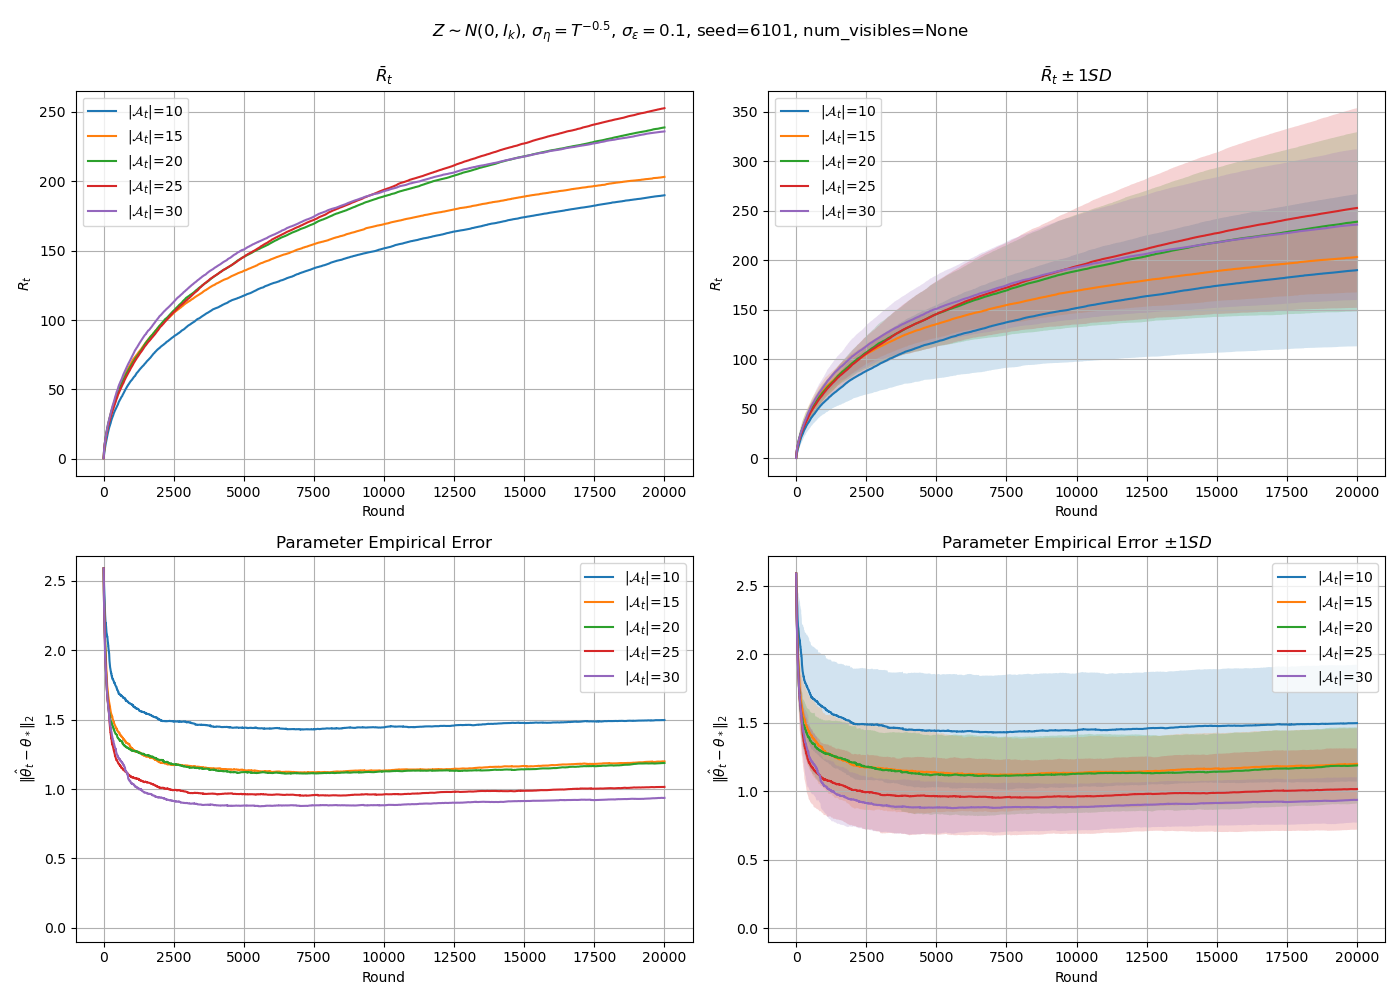 Z ∼ N(0, I_k), σ_η = T^{−0.5}, σ_ε = 0.1, seed=6101, num_visibles=None
R̄_t
R_t
250
200
150
100
50
0
|𝒜_t|=10
|𝒜_t|=15
|𝒜_t|=20
|𝒜_t|=25
|𝒜_t|=30
0 2500 5000 7500 10000 12500 15000 17500 20000
Round
R̄_t ± 1SD
R_t
350
300
250
200
150
100
50
0
|𝒜_t|=10
|𝒜_t|=15
|𝒜_t|=20
|𝒜_t|=25
|𝒜_t|=30
0 2500 5000 7500 10000 12500 15000 17500 20000
Round
Parameter Empirical Error
‖θ̂_t − θ_*‖_2
2.5
2.0
1.5
1.0
0.5
0.0
|𝒜_t|=10
|𝒜_t|=15
|𝒜_t|=20
|𝒜_t|=25
|𝒜_t|=30
0 2500 5000 7500 10000 12500 15000 17500 20000
Round
Parameter Empirical Error ±1SD
‖θ̂_t − θ_*‖_2
2.5
2.0
1.5
1.0
0.5
0.0
|𝒜_t|=10
|𝒜_t|=15
|𝒜_t|=20
|𝒜_t|=25
|𝒜_t|=30
0 2500 5000 7500 10000 12500 15000 17500 20000
Round